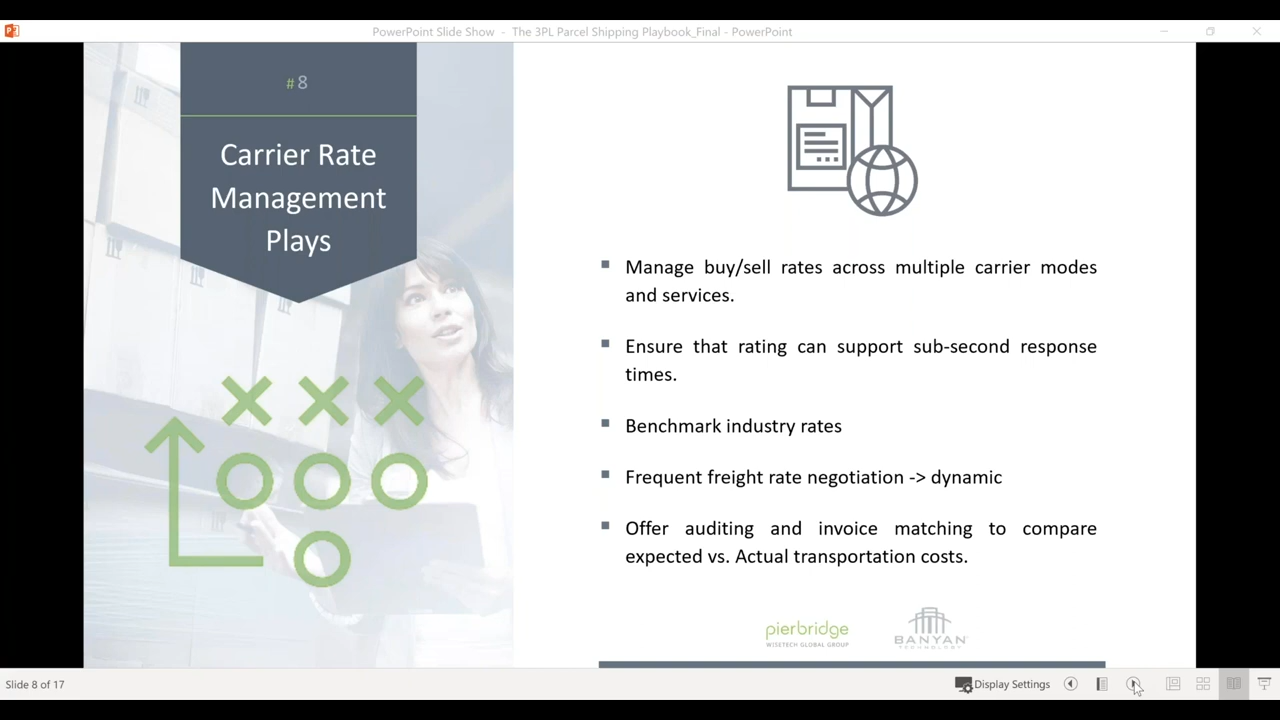 PowerPoint Slide Show - The 3PL Parcel Shipping Playbook_Final - PowerPoint
#8
Carrier Rate
Management
Plays
Manage buy/sell rates across multiple carrier modes
and services.
Ensure that rating can support sub-second response
times.
Benchmark industry rates
Frequent freight rate negotiation -> dynamic
Offer auditing and invoice matching to compare
expected vs. Actual transportation costs.
pierbridge
WISETECH GLOBAL GROUP
BANYAN
TECHNOLOGY
Slide 8 of 17
Display Settings